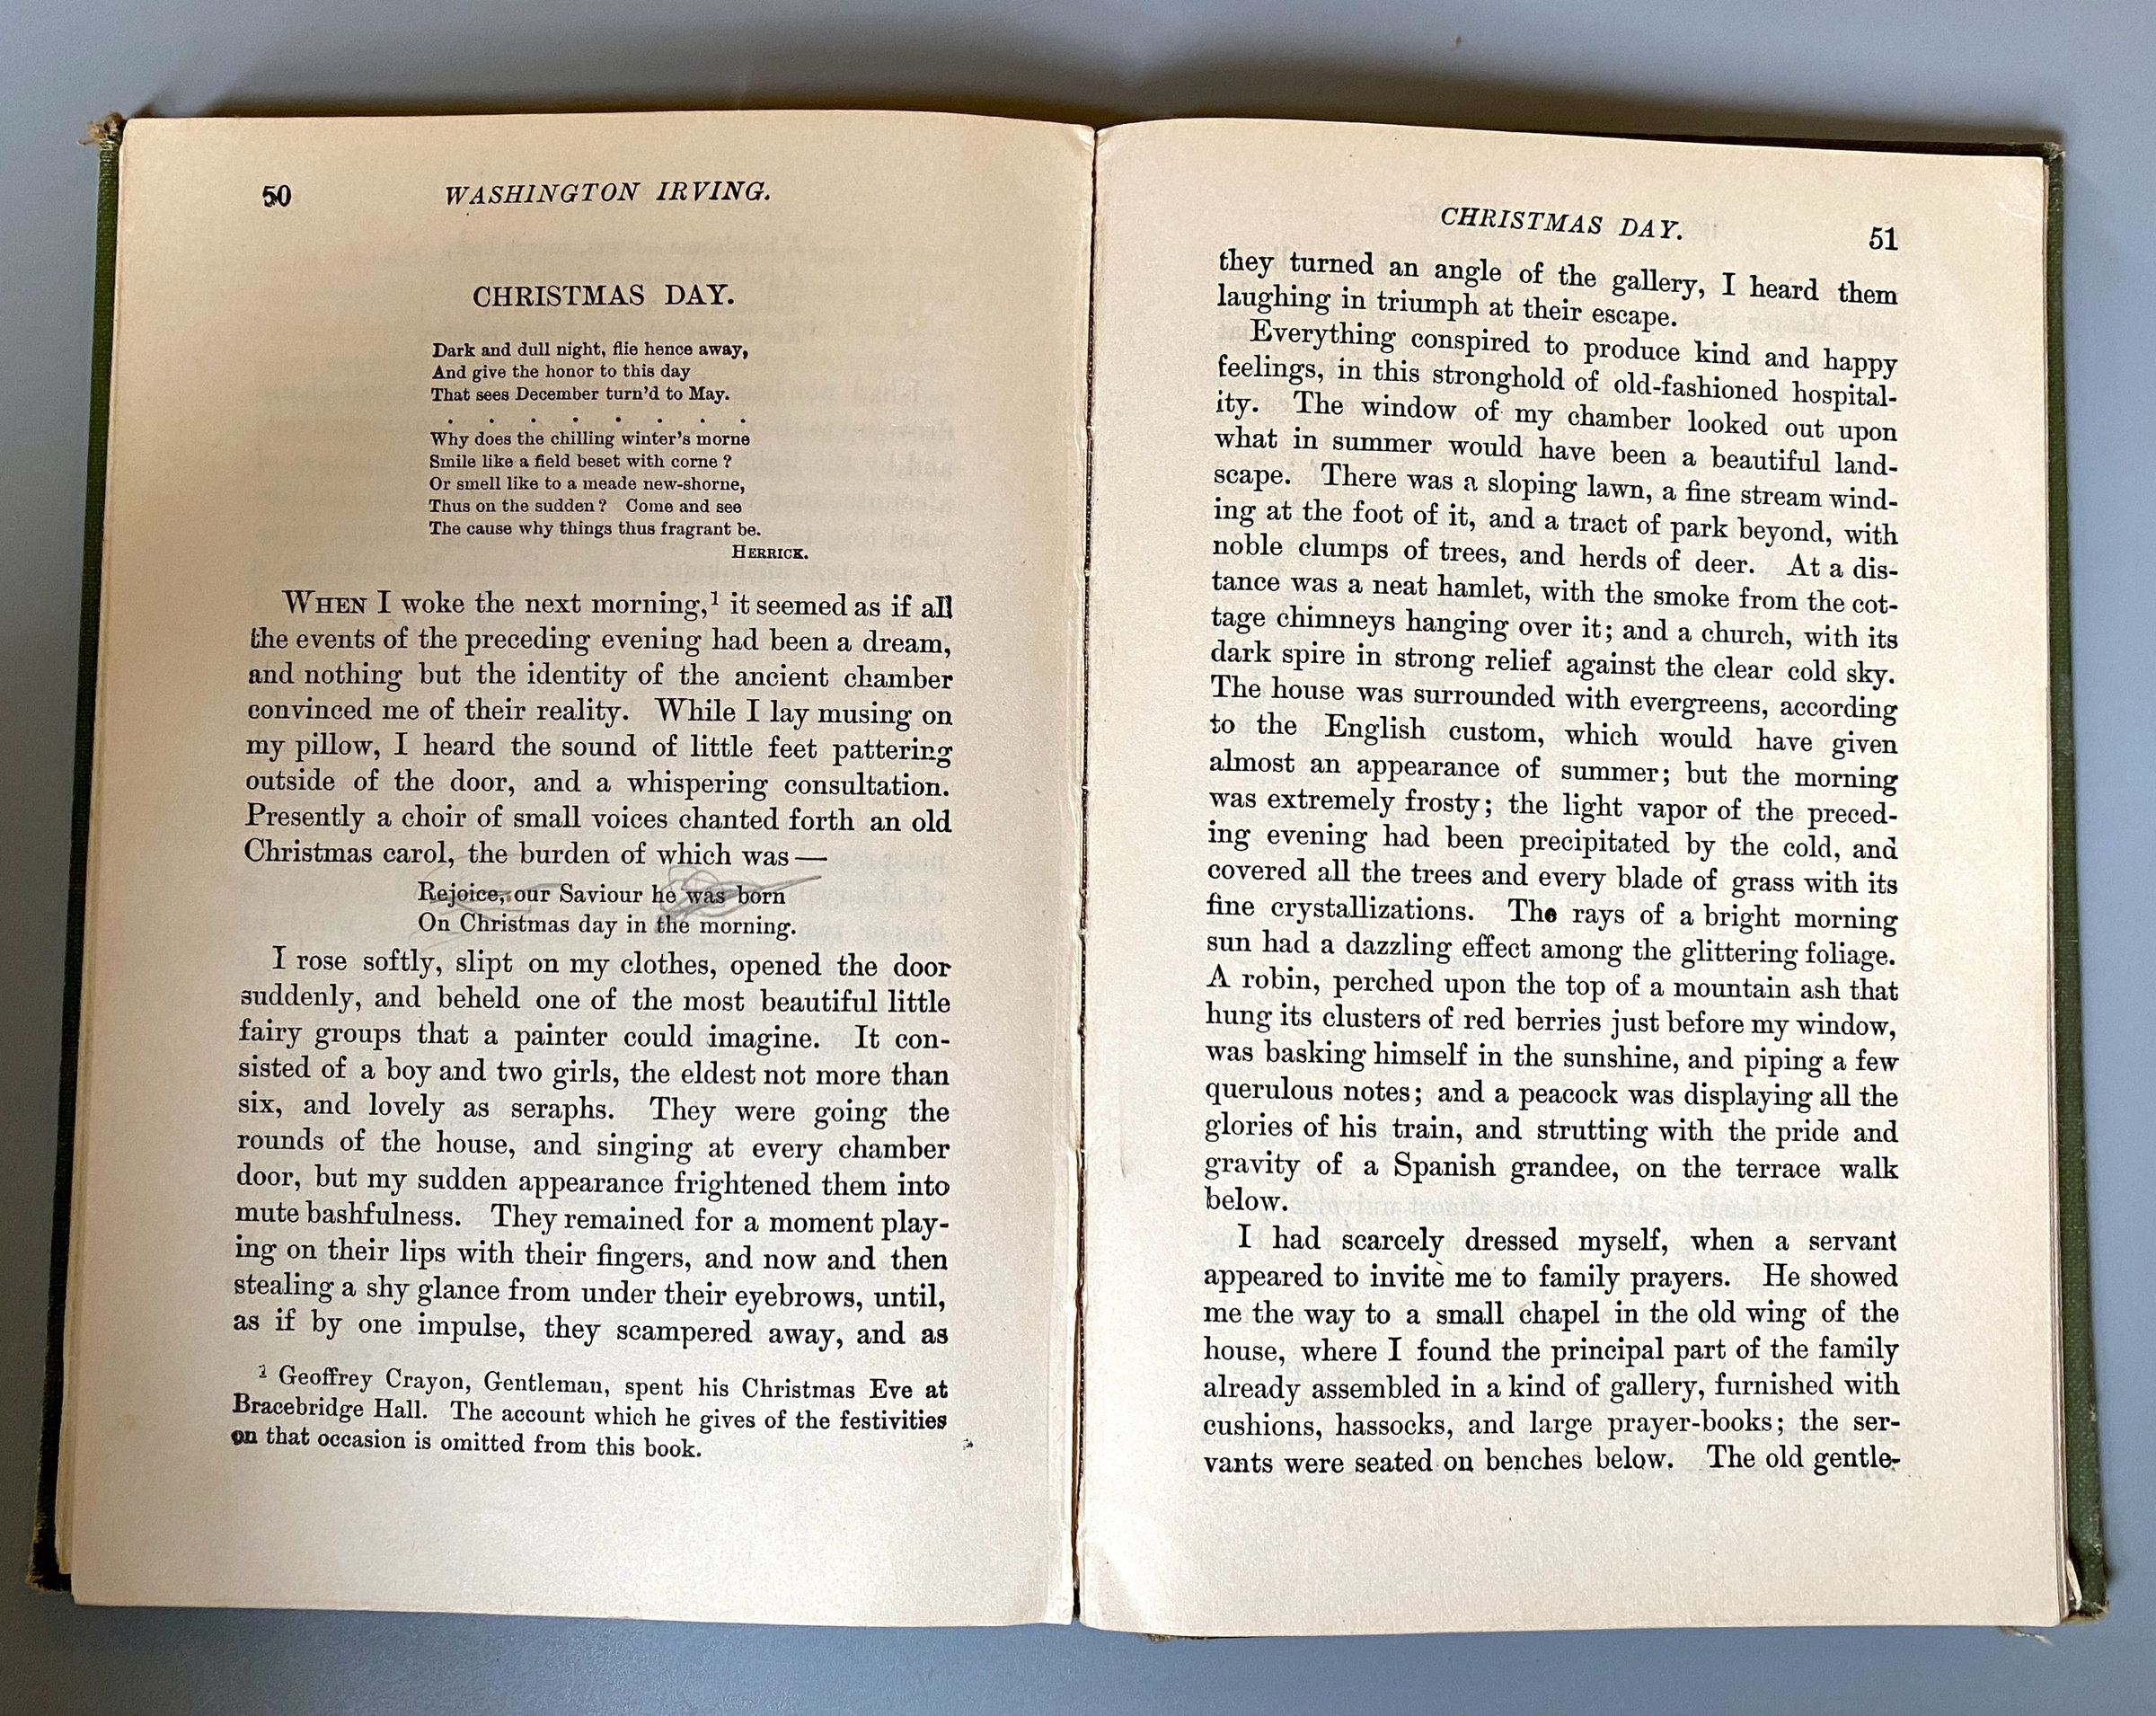 50
WASHINGTON IRVING.
CHRISTMAS DAY.
Dark and dull night, flie hence away,
And give the honor to this day
That sees December turn'd to May.
. . . . . . . .
Why does the chilling winter's morne
Smile like a field beset with corne ?
Or smell like to a meade new-shorne,
Thus on the sudden ? Come and see
The cause why things thus fragrant be.
HERRICK.
WHEN I woke the next morning,¹ it seemed as if all
the events of the preceding evening had been a dream,
and nothing but the identity of the ancient chamber
convinced me of their reality. While I lay musing on
my pillow, I heard the sound of little feet pattering
outside of the door, and a whispering consultation.
Presently a choir of small voices chanted forth an old
Christmas carol, the burden of which was —
Rejoice, our Saviour he was born
On Christmas day in the morning.
I rose softly, slipt on my clothes, opened the door
suddenly, and beheld one of the most beautiful little
fairy groups that a painter could imagine. It con-
sisted of a boy and two girls, the eldest not more than
six, and lovely as seraphs. They were going the
rounds of the house, and singing at every chamber
door, but my sudden appearance frightened them into
mute bashfulness. They remained for a moment play-
ing on their lips with their fingers, and now and then
stealing a shy glance from under their eyebrows, until,
as if by one impulse, they scampered away, and as
¹ Geoffrey Crayon, Gentleman, spent his Christmas Eve at
Bracebridge Hall. The account which he gives of the festivities
on that occasion is omitted from this book.
CHRISTMAS DAY.
51
they turned an angle of the gallery, I heard them
laughing in triumph at their escape.
Everything conspired to produce kind and happy
feelings, in this stronghold of old-fashioned hospital-
ity. The window of my chamber looked out upon
what in summer would have been a beautiful land-
scape. There was a sloping lawn, a fine stream wind-
ing at the foot of it, and a tract of park beyond, with
noble clumps of trees, and herds of deer. At a dis-
tance was a neat hamlet, with the smoke from the cot-
tage chimneys hanging over it; and a church, with its
dark spire in strong relief against the clear cold sky.
The house was surrounded with evergreens, according
to the English custom, which would have given
almost an appearance of summer; but the morning
was extremely frosty; the light vapor of the preced-
ing evening had been precipitated by the cold, and
covered all the trees and every blade of grass with its
fine crystallizations. The rays of a bright morning
sun had a dazzling effect among the glittering foliage.
A robin, perched upon the top of a mountain ash that
hung its clusters of red berries just before my window,
was basking himself in the sunshine, and piping a few
querulous notes; and a peacock was displaying all the
glories of his train, and strutting with the pride and
gravity of a Spanish grandee, on the terrace walk
below.
I had scarcely dressed myself, when a servant
appeared to invite me to family prayers. He showed
me the way to a small chapel in the old wing of the
house, where I found the principal part of the family
already assembled in a kind of gallery, furnished with
cushions, hassocks, and large prayer-books; the ser-
vants were seated on benches below. The old gentle-